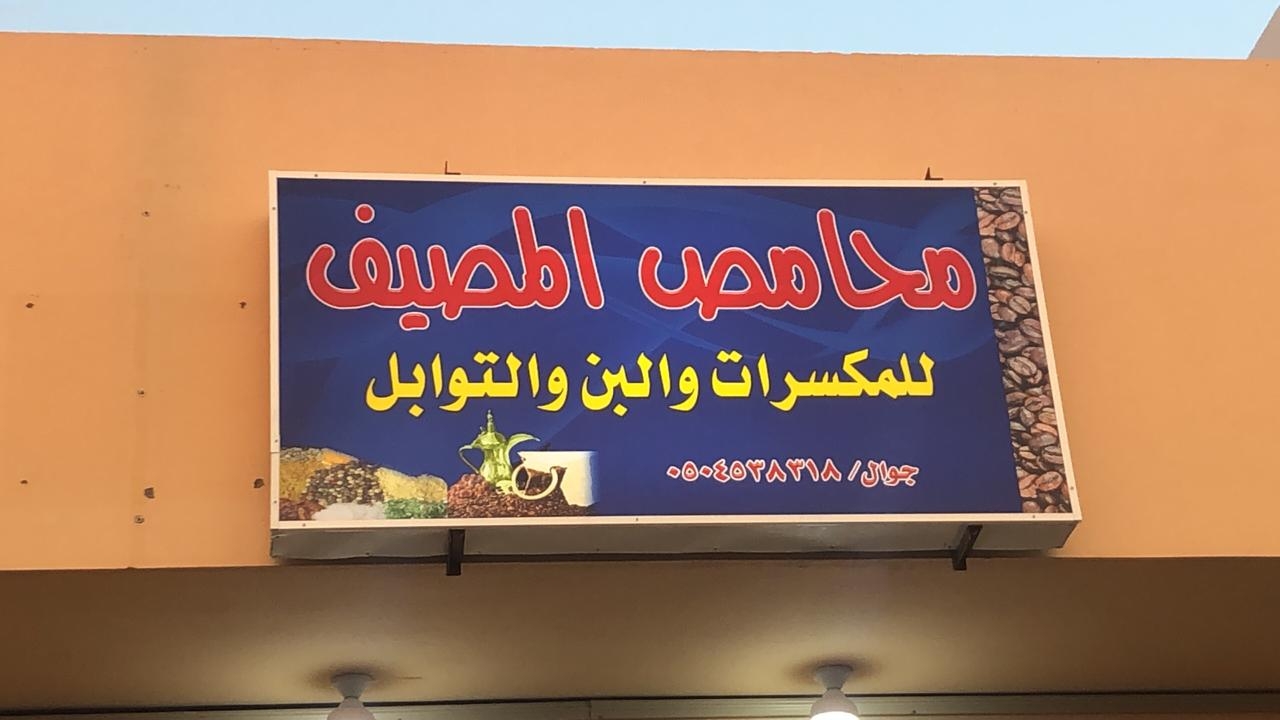 محامص المصيف
للمكسرات والبن والتوابل
جوال/ ٠٥٠٤٥٣٨٣١٨